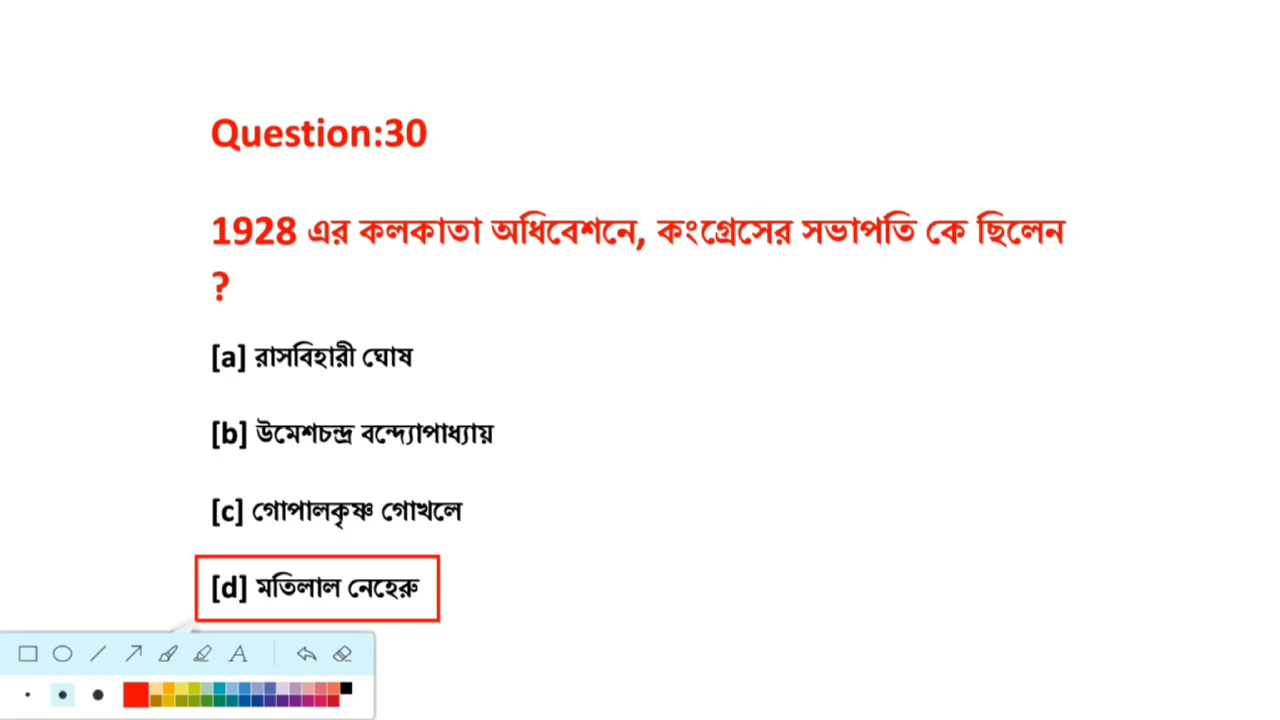 Question:30
1928 এর কলকাতা অধিবেশনে, কংগ্রেসের সভাপতি কে ছিলেন
?
[a] রাসবিহারী ঘোষ
[b] উমেশচন্দ্র বন্দ্যোপাধ্যায়
[c] গোপালকৃষ্ণ গোখলে
[d] মতিলাল নেহেরু
A